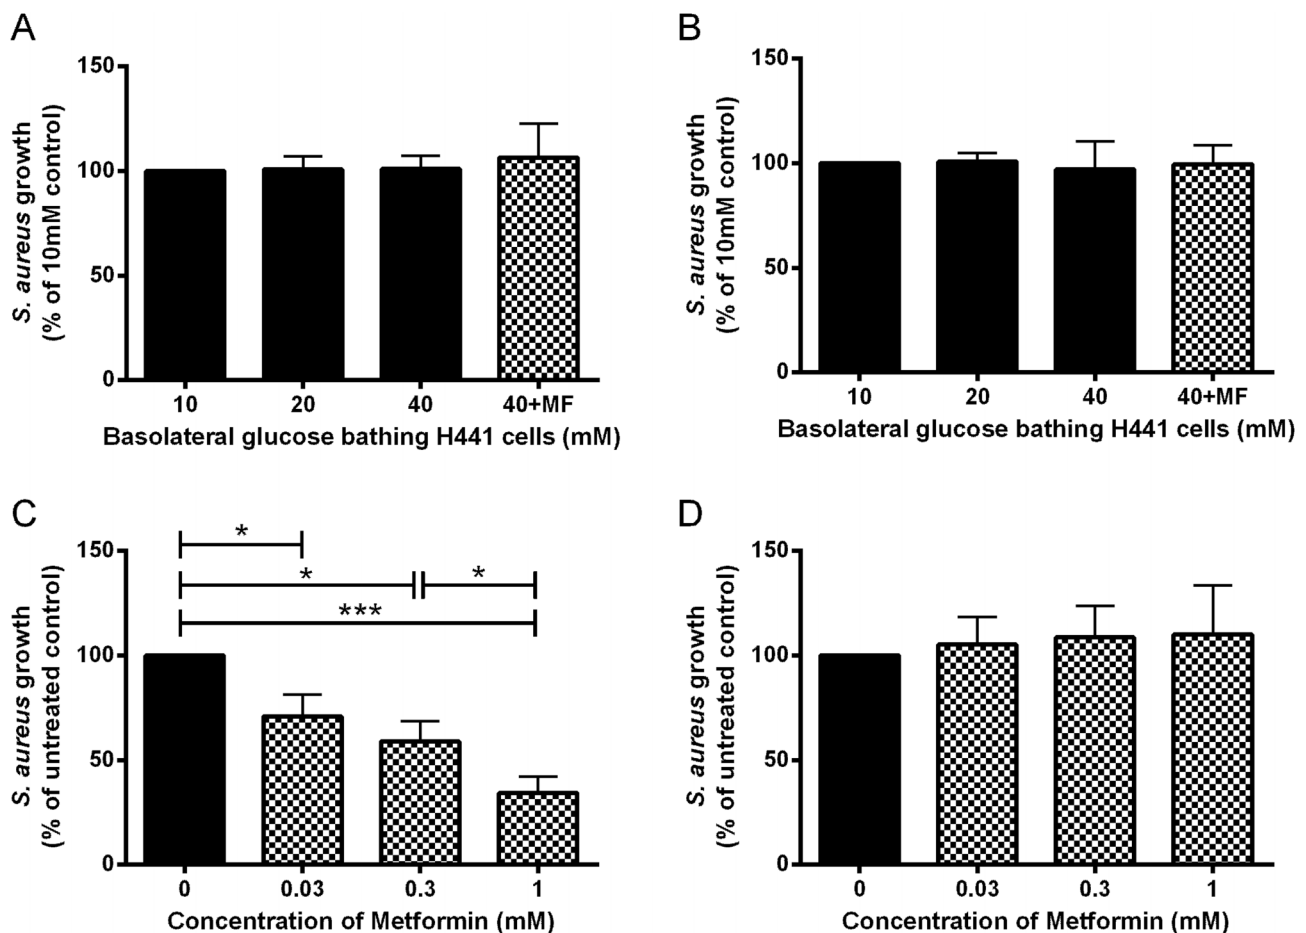 A
S. aureus growth
(% of 10mM control)
150
100
50
0
10 20 40 40+MF
Basolateral glucose bathing H441 cells (mM)
B
S. aureus growth
(% of 10mM control)
150
100
50
0
10 20 40 40+MF
Basolateral glucose bathing H441 cells (mM)
C
S. aureus growth
(% of untreated control)
150
100
50
0
*
* *
***
0 0.03 0.3 1
Concentration of Metformin (mM)
D
S. aureus growth
(% of untreated control)
150
100
50
0
0 0.03 0.3 1
Concentration of Metformin (mM)